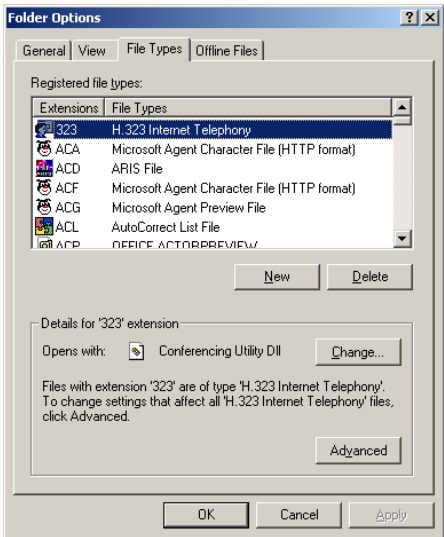 Folder Options
General View File Types Offline Files
Registered file types:
Extensions File Types
323 H.323 Internet Telephony
ACA Microsoft Agent Character File (HTTP format)
ACD ARIS File
ACF Microsoft Agent Character File (HTTP format)
ACG Microsoft Agent Preview File
ACL AutoCorrect List File
ACP OFFICE ACTORPREVIEW
New Delete
Details for '323' extension
Opens with: Conferencing Utility Dll Change...
Files with extension '323' are of type 'H.323 Internet Telephony'.
To change settings that affect all 'H.323 Internet Telephony' files,
click Advanced.
Advanced
OK Cancel Apply